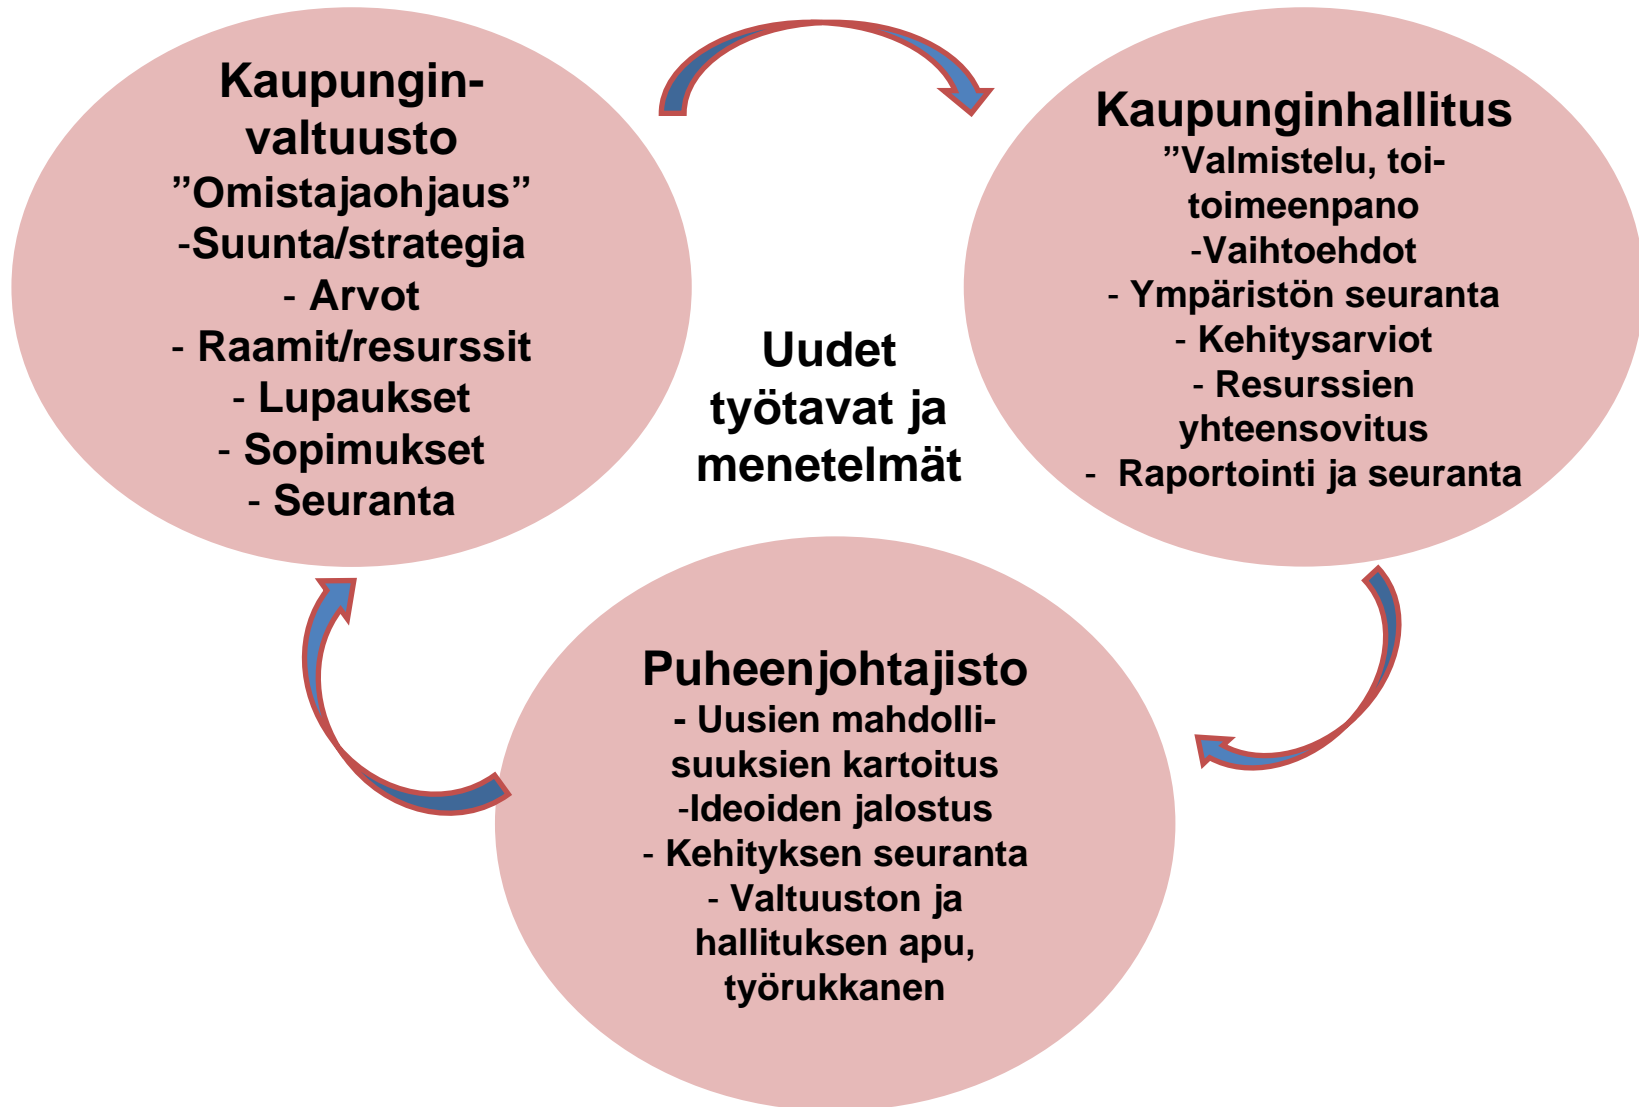 Kaupungin-
valtuusto
”Omistajaohjaus”
-Suunta/strategia
- Arvot
- Raamit/resurssit
- Lupaukset
- Sopimukset
- Seuranta
Kaupunginhallitus
”Valmistelu, toi-
toimeenpano
-Vaihtoehdot
- Ympäristön seuranta
- Kehitysarviot
- Resurssien
yhteensovitus
- Raportointi ja seuranta
Uudet
työtavat ja
menetelmät
Puheenjohtajisto
- Uusien mahdolli-
suuksien kartoitus
-Ideoiden jalostus
- Kehityksen seuranta
- Valtuuston ja
hallituksen apu,
työrukkanen